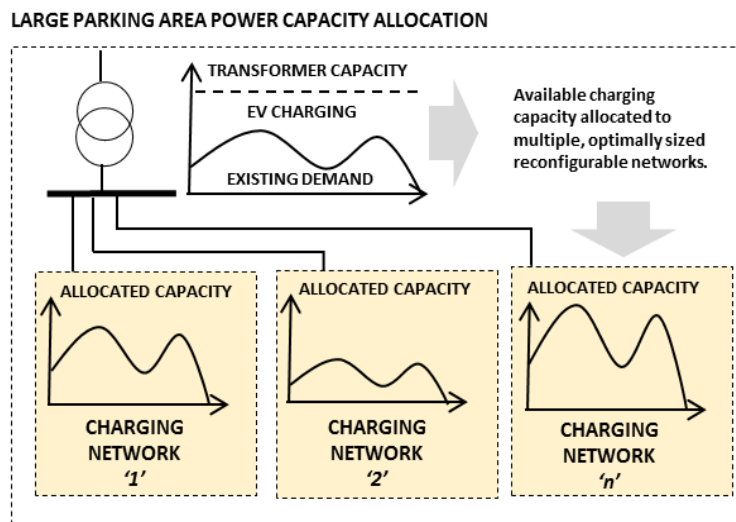 LARGE PARKING AREA POWER CAPACITY ALLOCATION
TRANSFORMER CAPACITY
EV CHARGING
EXISTING DEMAND
Available charging
capacity allocated to
multiple, optimally sized
reconfigurable networks.
ALLOCATED CAPACITY
CHARGING
NETWORK
‘1’
ALLOCATED CAPACITY
CHARGING
NETWORK
‘2’
ALLOCATED CAPACITY
CHARGING
NETWORK
‘n’